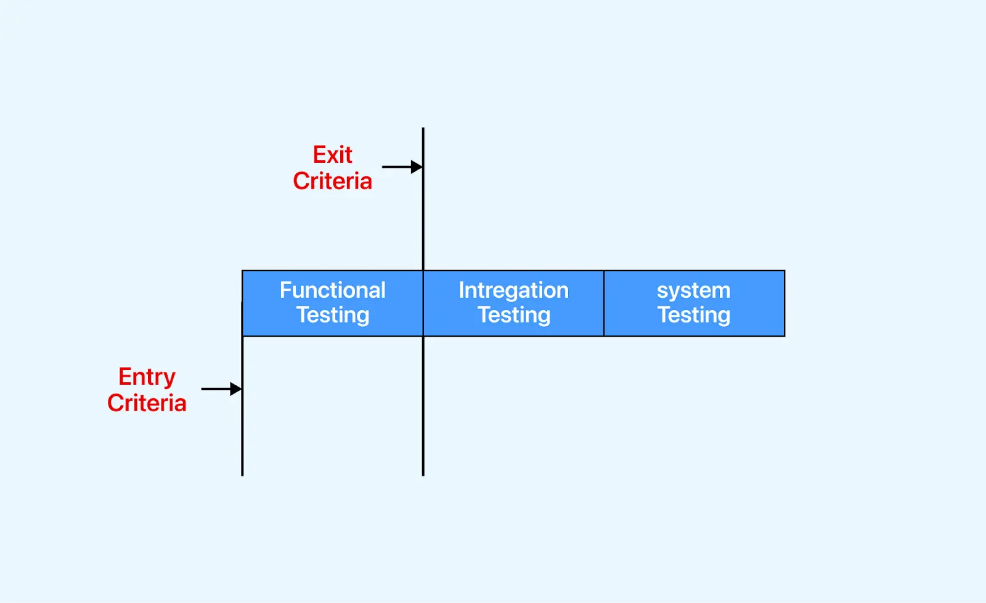 Exit
Criteria
Functional
Testing
Intregation
Testing
system
Testing
Entry
Criteria